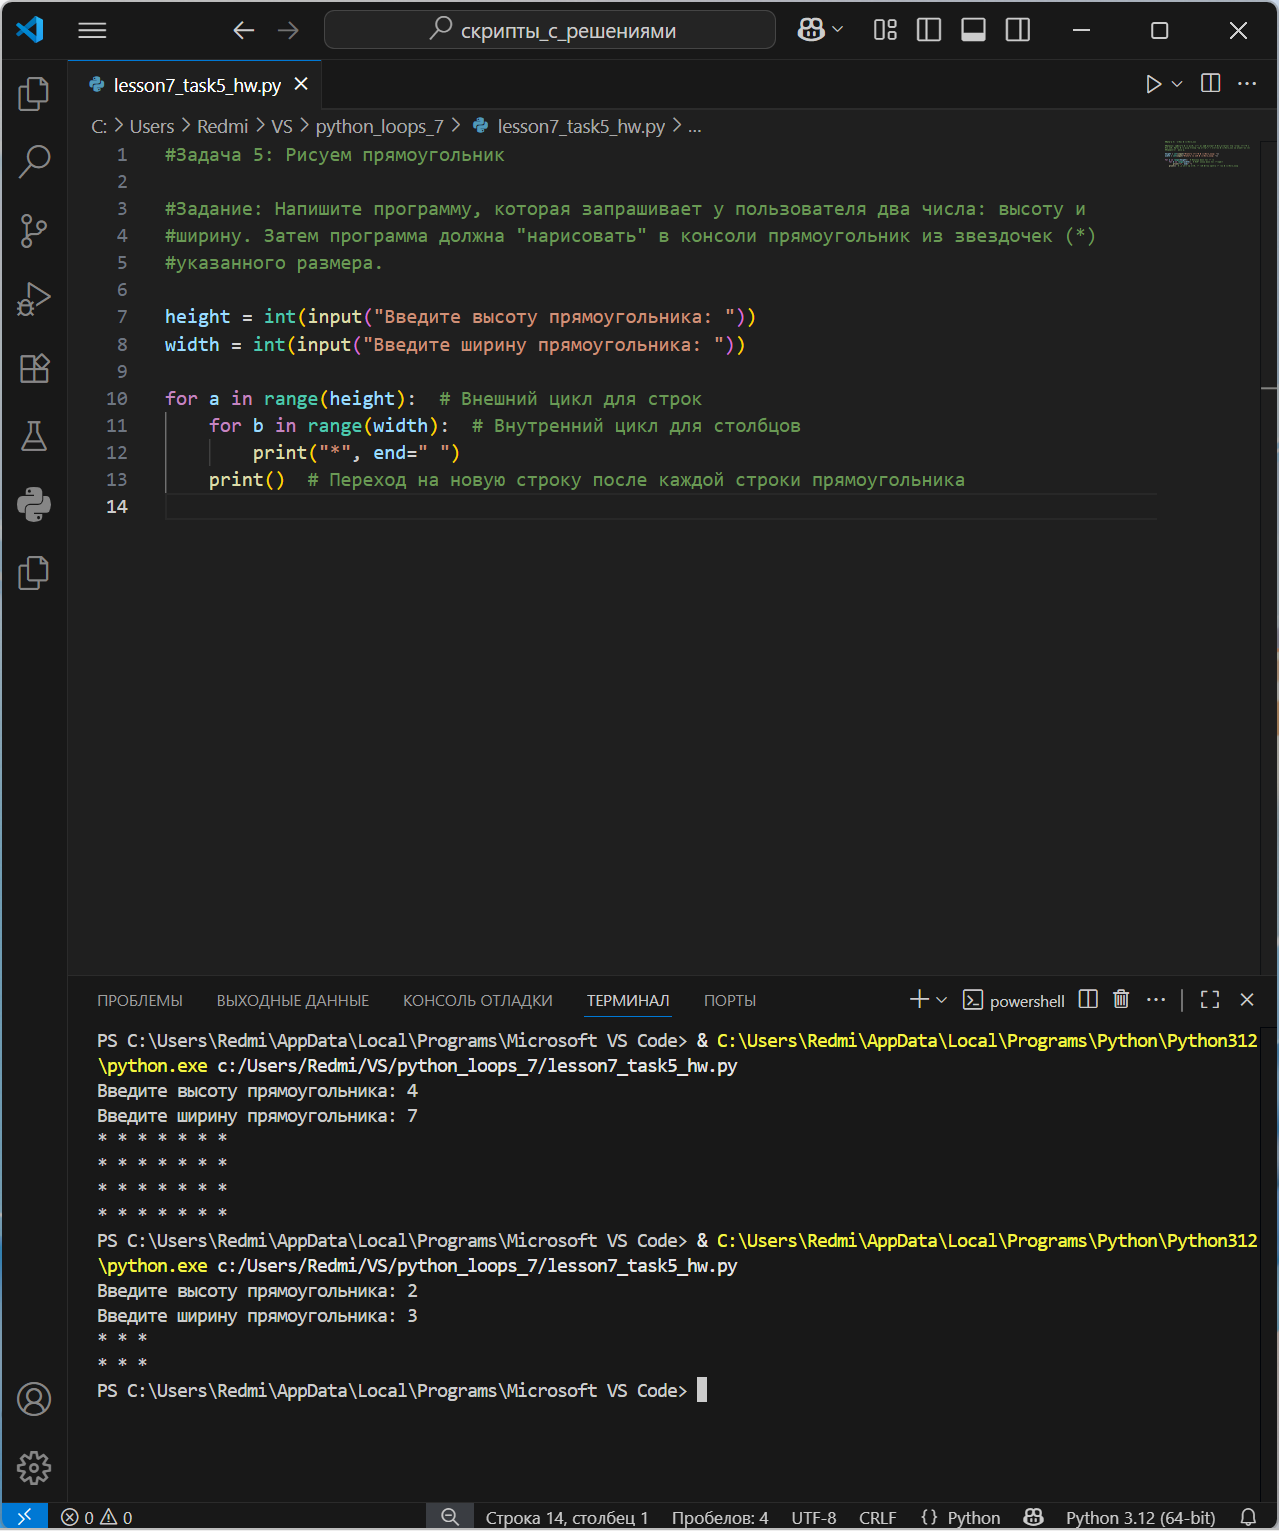 скрипты_с_решениями
lesson7_task5_hw.py
C: > Users > Redmi > VS > python_loops_7 > lesson7_task5_hw.py > ...
1 #Задача 5: Рисуем прямоугольник
2
3 #Задание: Напишите программу, которая запрашивает у пользователя два числа: высоту и
4 #ширину. Затем программа должна "нарисовать" в консоли прямоугольник из звездочек (*)
5 #указанного размера.
6
7 height = int(input("Введите высоту прямоугольника: "))
8 width = int(input("Введите ширину прямоугольника: "))
9
10 for a in range(height):  # Внешний цикл для строк
11     for b in range(width):  # Внутренний цикл для столбцов
12         print("*", end=" ")
13     print()  # Переход на новую строку после каждой строки прямоугольника
14
ПРОБЛЕМЫ ВЫХОДНЫЕ ДАННЫЕ КОНСОЛЬ ОТЛАДКИ ТЕРМИНАЛ ПОРТЫ powershell
PS C:\Users\Redmi\AppData\Local\Programs\Microsoft VS Code> & C:\Users\Redmi\AppData\Local\Programs\Python\Python312
\python.exe c:/Users/Redmi/VS/python_loops_7/lesson7_task5_hw.py
Введите высоту прямоугольника: 4
Введите ширину прямоугольника: 7
* * * * * * *
* * * * * * *
* * * * * * *
* * * * * * *
PS C:\Users\Redmi\AppData\Local\Programs\Microsoft VS Code> & C:\Users\Redmi\AppData\Local\Programs\Python\Python312
\python.exe c:/Users/Redmi/VS/python_loops_7/lesson7_task5_hw.py
Введите высоту прямоугольника: 2
Введите ширину прямоугольника: 3
* * *
* * *
PS C:\Users\Redmi\AppData\Local\Programs\Microsoft VS Code>
0 0 Строка 14, столбец 1 Пробелов: 4 UTF-8 CRLF {} Python Python 3.12 (64-bit)